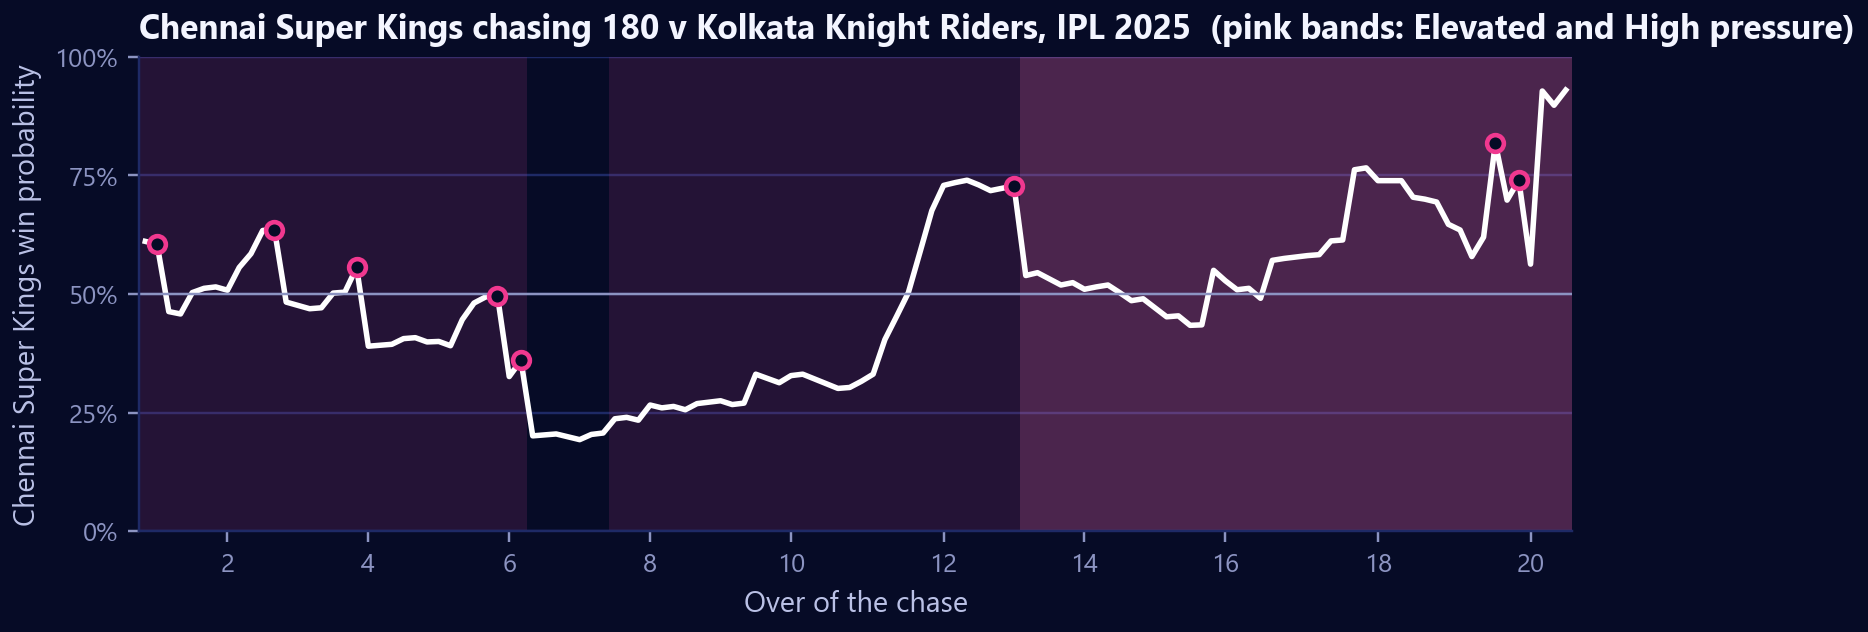 Chennai Super Kings chasing 180 v Kolkata Knight Riders, IPL 2025 (pink bands: Elevated and High pressure)
Chennai Super Kings win probability
100%
75%
50%
25%
0%
2 4 6 8 10 12 14 16 18 20
Over of the chase